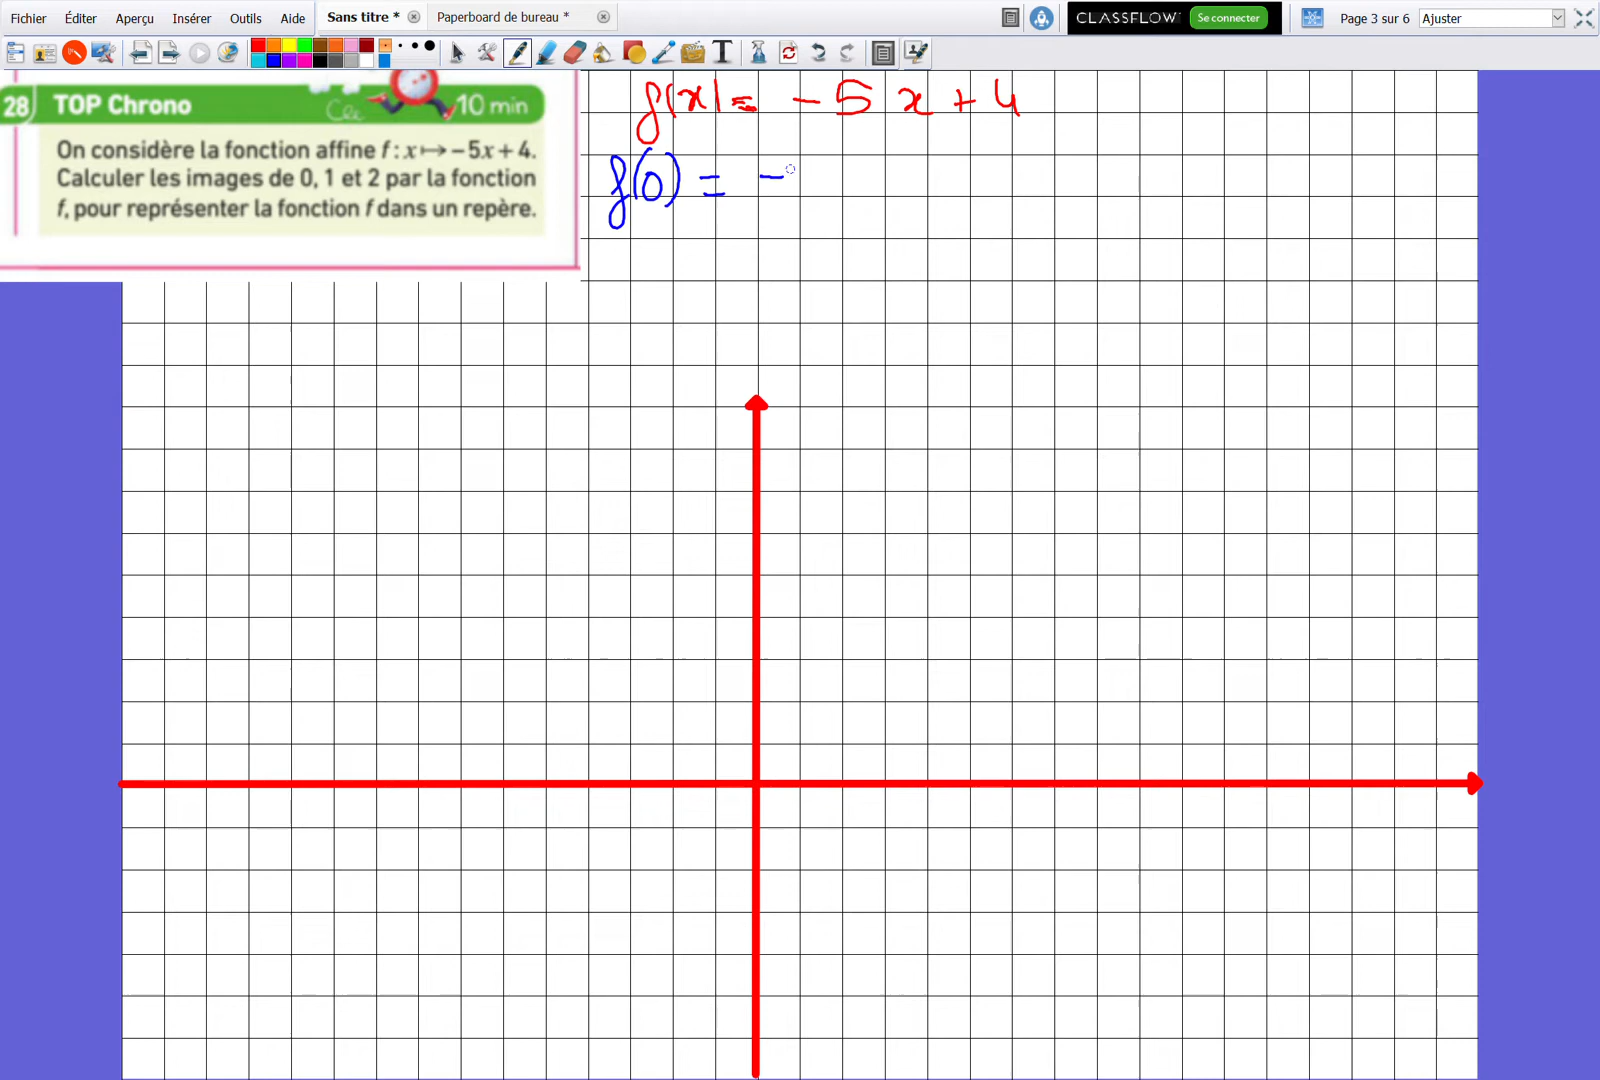 Fichier Éditer Aperçu Insérer Outils Aide Sans titre * Paperboard de bureau * CLASSFLOW Se connecter Page 3 sur 6 Ajuster
T
28 TOP Chrono 10 min
On considère la fonction affine f : x ↦ −5x + 4.
Calculer les images de 0, 1 et 2 par la fonction
f, pour représenter la fonction f dans un repère.
f(x) = − 5 x + 4
f(0) = −